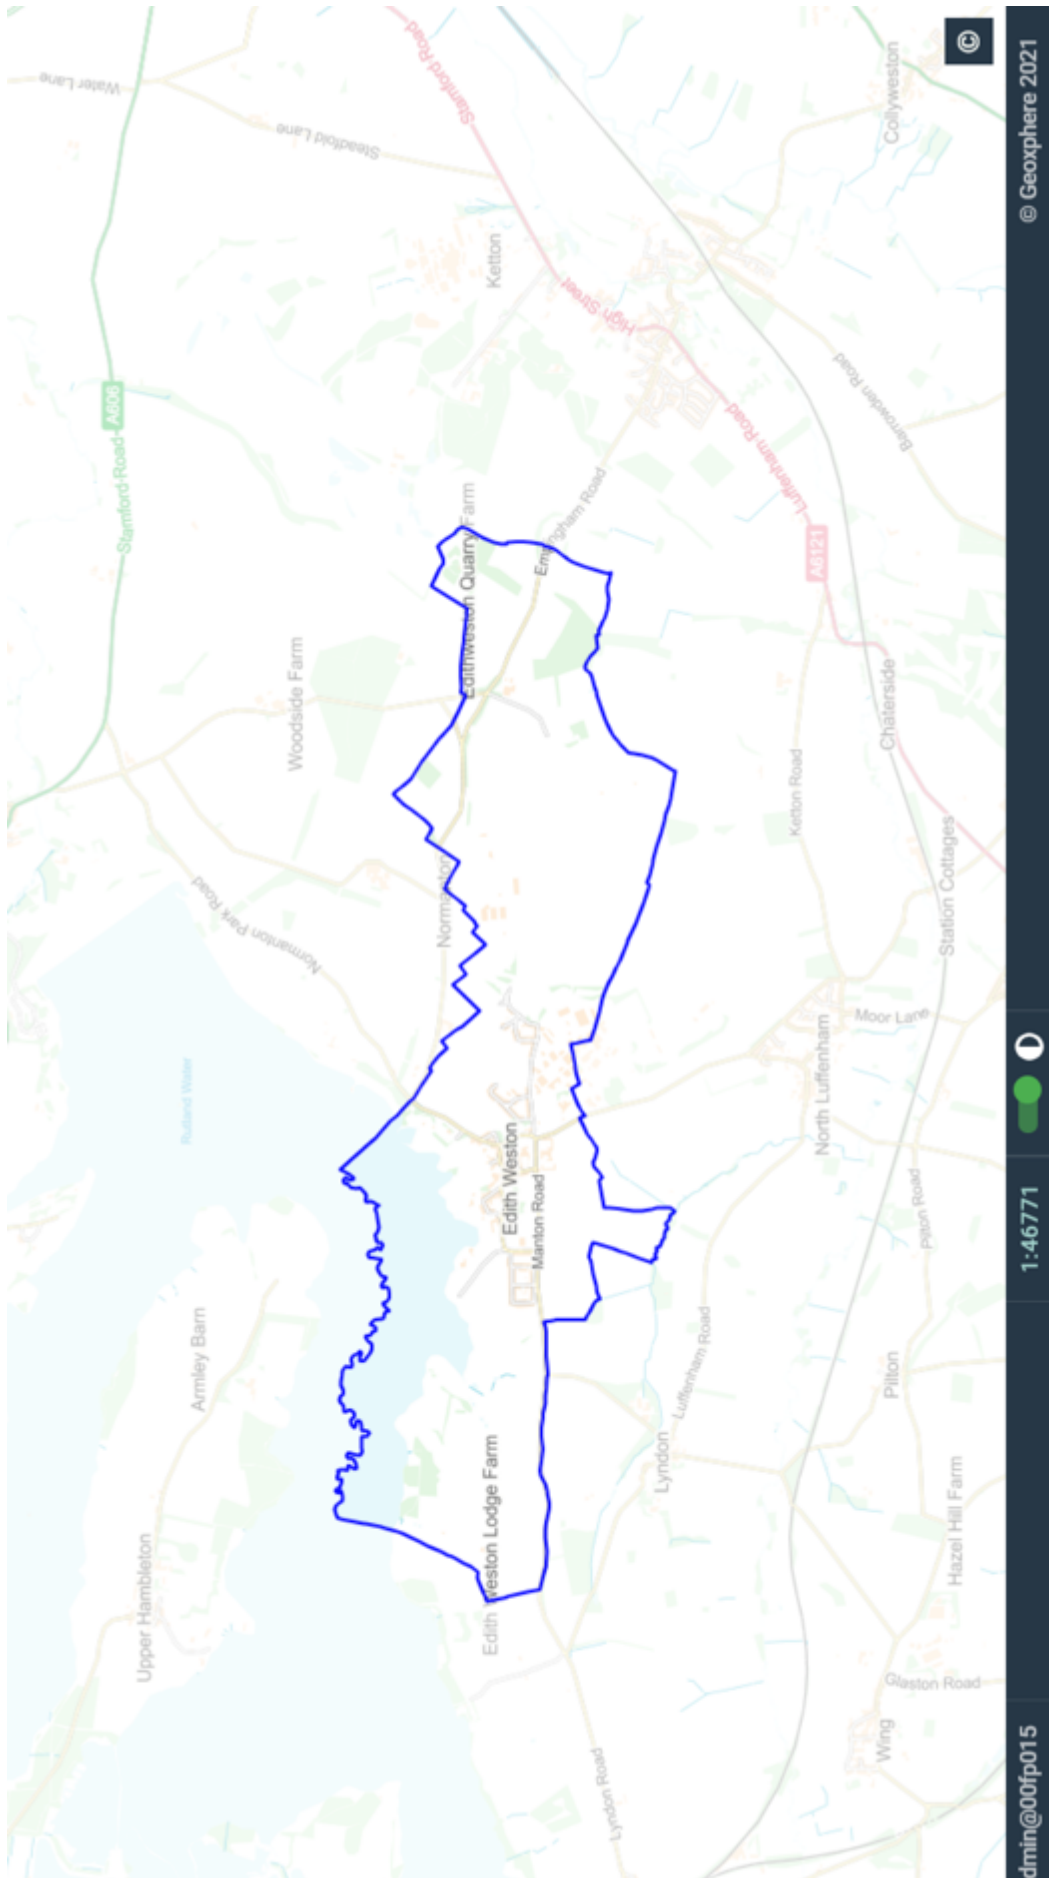 Water Lane
Steadfold Lane
Stamford Road
Collyweston
©
© Geoxphere 2021
Ketton
High Street
A606
Stamford Road
Barrowden Road
Luffenham Road
A6121
Empingham Road
Edithweston Quarry Farm
Woodside Farm
Chaterside
Ketton Road
Station Cottages
Normanton
Normanton Park Road
Moor Lane
North Luffenham
Rutland Water
Edith Weston
Manton Road
Pilton Road
1:46771
Armley Barn
Luffenham Road
Pilton
Lyndon
Hazel Hill Farm
Edith Weston Lodge Farm
Upper Hambleton
Glaston Road
Wing
Lyndon Road
dmin@00fp015